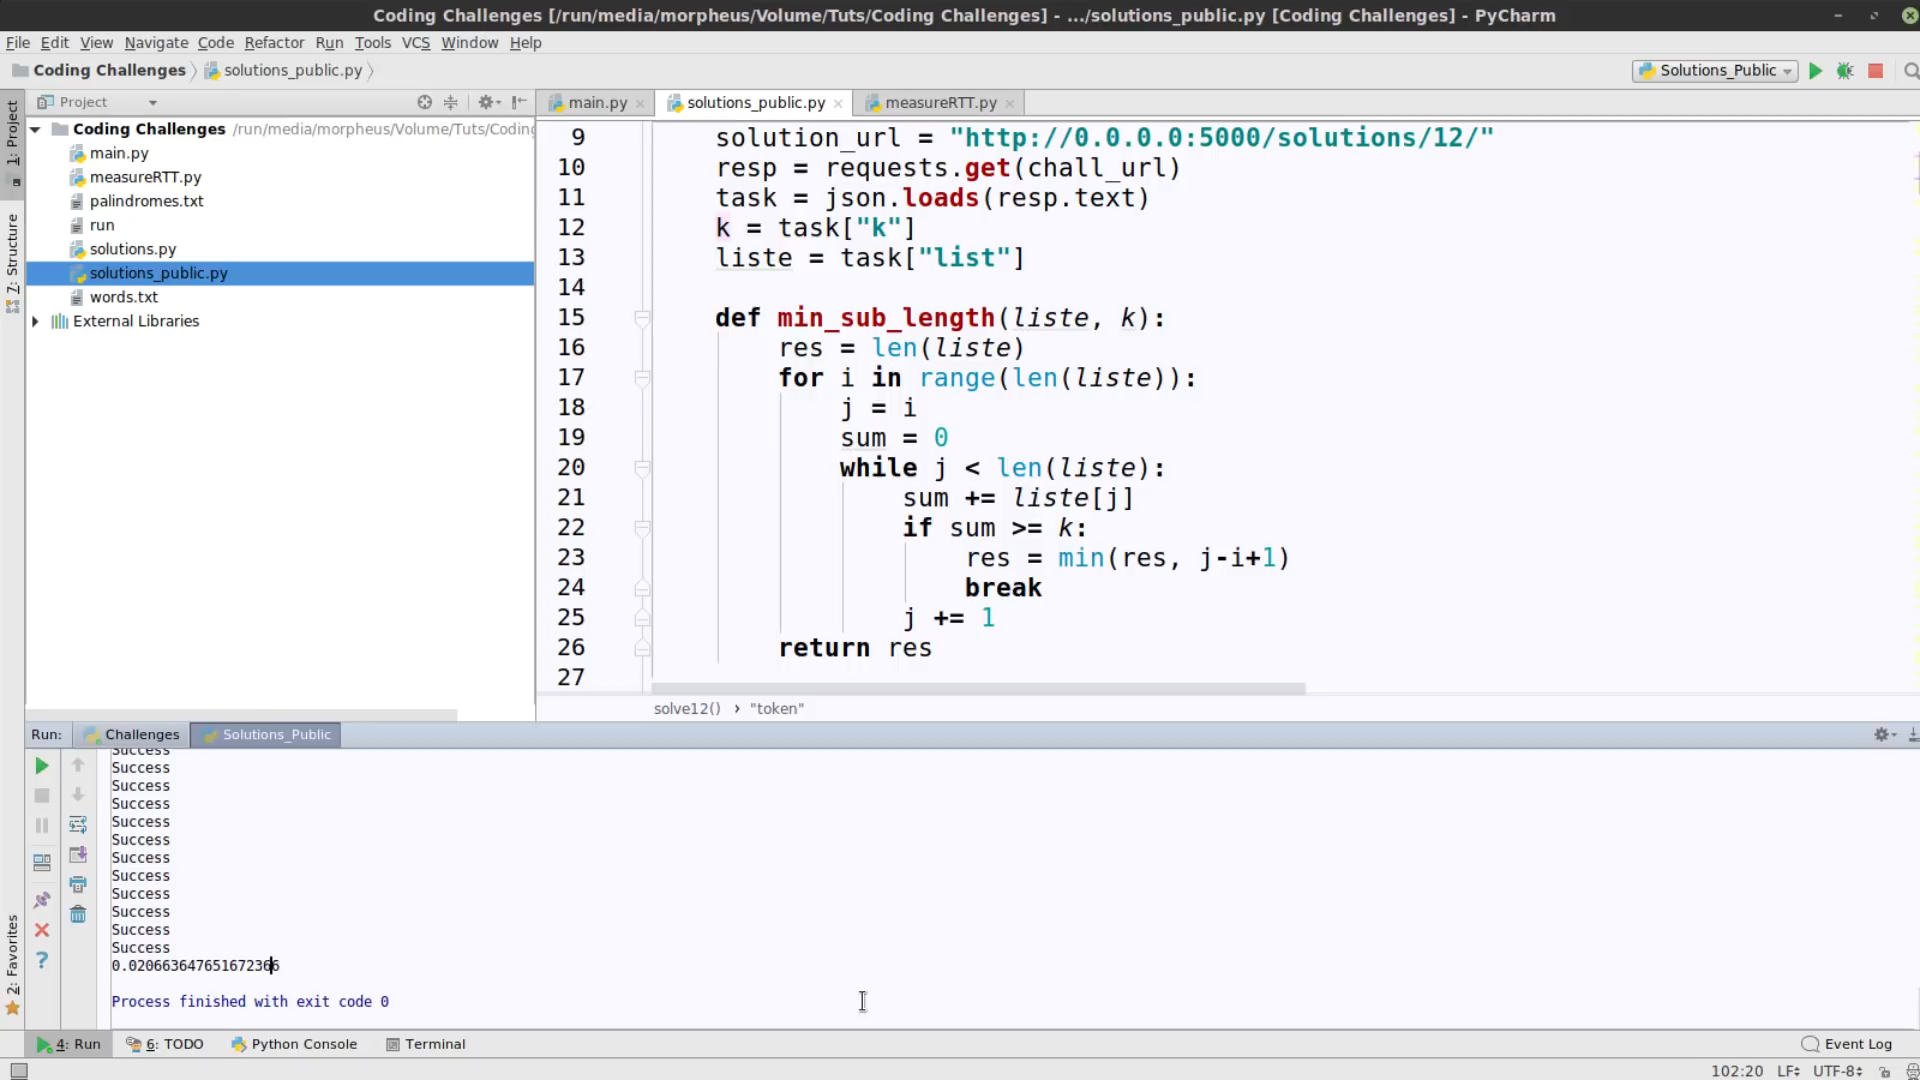 Coding Challenges [/run/media/morpheus/Volume/Tuts/Coding Challenges] - .../solutions_public.py [Coding Challenges] - PyCharm
File Edit View Navigate Code Refactor Run Tools VCS Window Help
Coding Challenges solutions_public.py Solutions_Public
Project
main.py solutions_public.py measureRTT.py
1: Project
7: Structure
2: Favorites
Coding Challenges /run/media/morpheus/Volume/Tuts/Coding
main.py
measureRTT.py
palindromes.txt
run
solutions.py
solutions_public.py
words.txt
External Libraries
9 solution_url = "http://0.0.0.0:5000/solutions/12/"
10 resp = requests.get(chall_url)
11 task = json.loads(resp.text)
12 k = task["k"]
13 liste = task["list"]
14
15 def min_sub_length(liste, k):
16 res = len(liste)
17 for i in range(len(liste)):
18 j = i
19 sum = 0
20 while j < len(liste):
21 sum += liste[j]
22 if sum >= k:
23 res = min(res, j-i+1)
24 break
25 j += 1
26 return res
27
solve12() › "token"
Run: Challenges Solutions_Public
Success
Success
Success
Success
Success
Success
Success
Success
Success
Success
Success
Success
0.020663647651672366
Process finished with exit code 0
4: Run 6: TODO Python Console Terminal Event Log
102:20 LF UTF-8